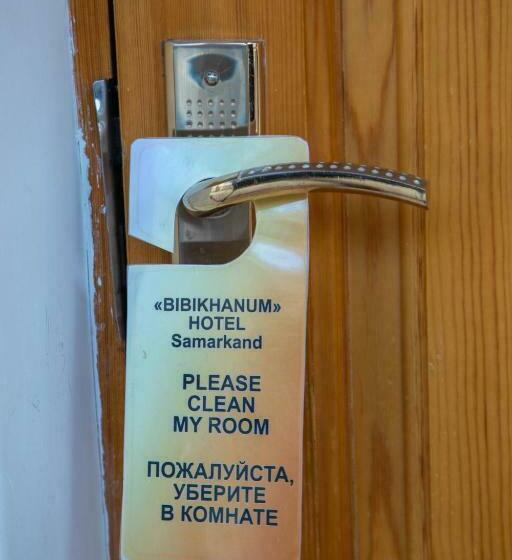 «BIBIKHANUM»
HOTEL
Samarkand
PLEASE
CLEAN
MY ROOM
ПОЖАЛУЙСТА,
УБЕРИТЕ
В КОМНАТЕ